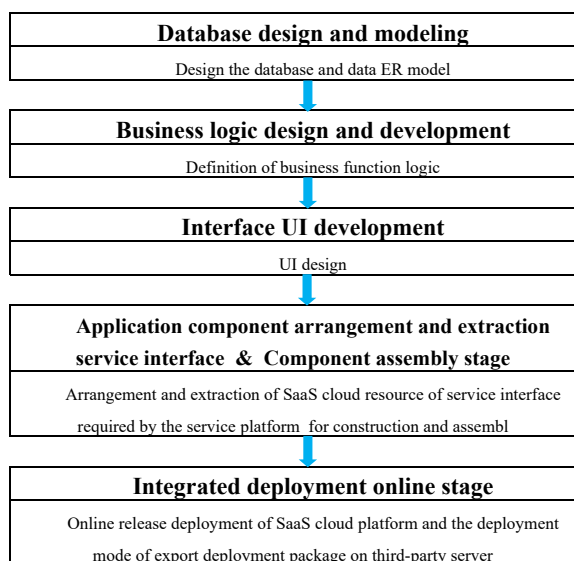 Database design and modeling
Design the database and data ER model
Business logic design and development
Definition of business function logic
Interface UI development
UI design
Application component arrangement and extraction
service interface & Component assembly stage
Arrangement and extraction of SaaS cloud resource of service interface
required by the service platform for construction and assembl
Integrated deployment online stage
Online release deployment of SaaS cloud platform and the deployment
mode of export deployment package on third-party server